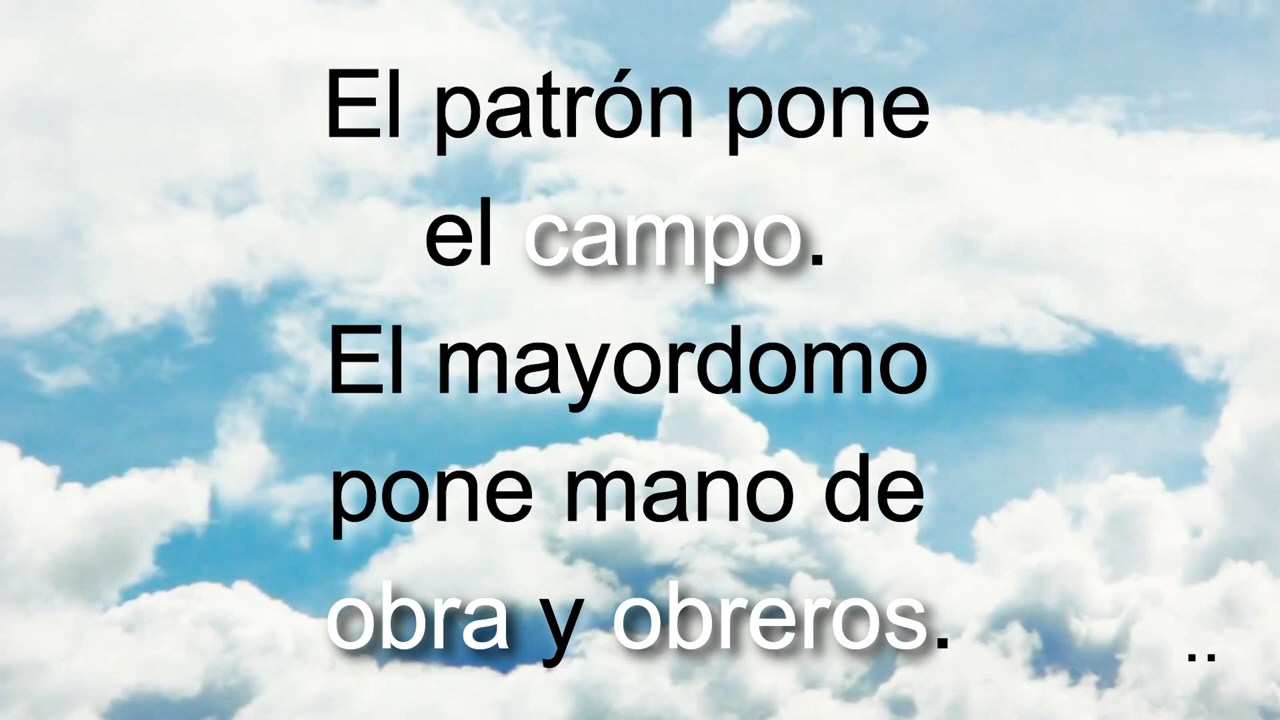 El patrón pone
el campo.
El mayordomo
pone mano de
obra y obreros.
..